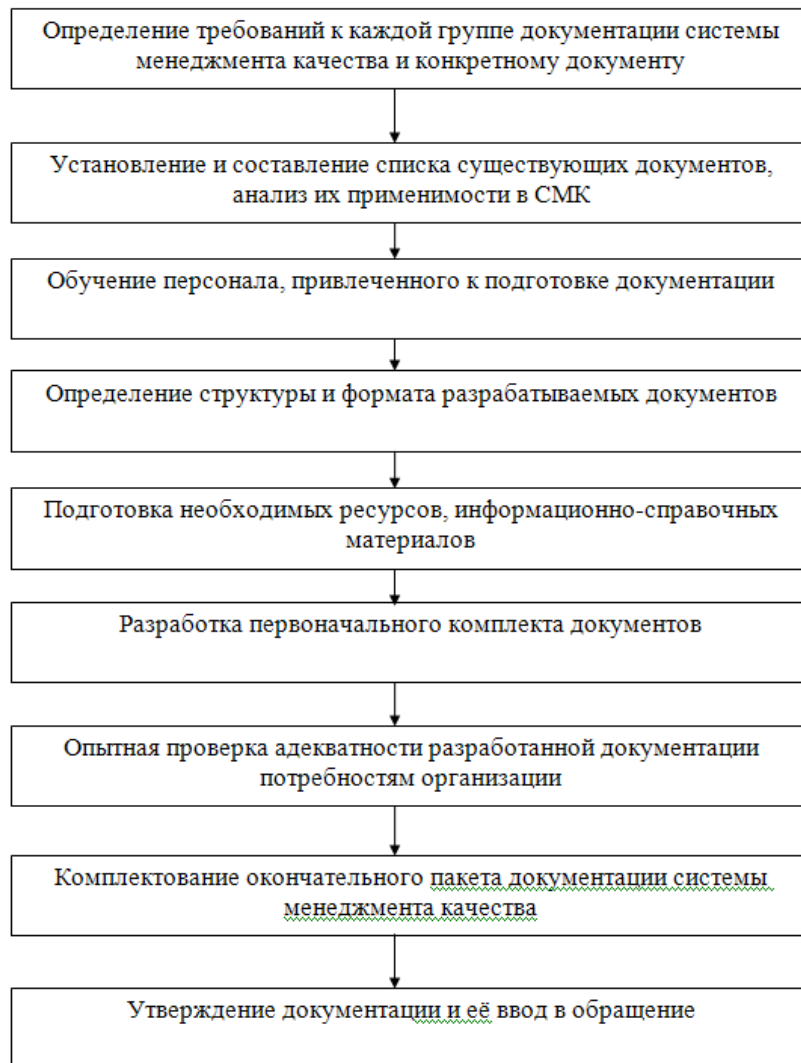 Определение требований к каждой группе документации системы
менеджмента качества и конкретному документу
Установление и составление списка существующих документов,
анализ их применимости в СМК
Обучение персонала, привлеченного к подготовке документации
Определение структуры и формата разрабатываемых документов
Подготовка необходимых ресурсов, информационно-справочных
материалов
Разработка первоначального комплекта документов
Опытная проверка адекватности разработанной документации
потребностям организации
Комплектование окончательного пакета документации системы
менеджмента качества
Утверждение документации и её ввод в обращение